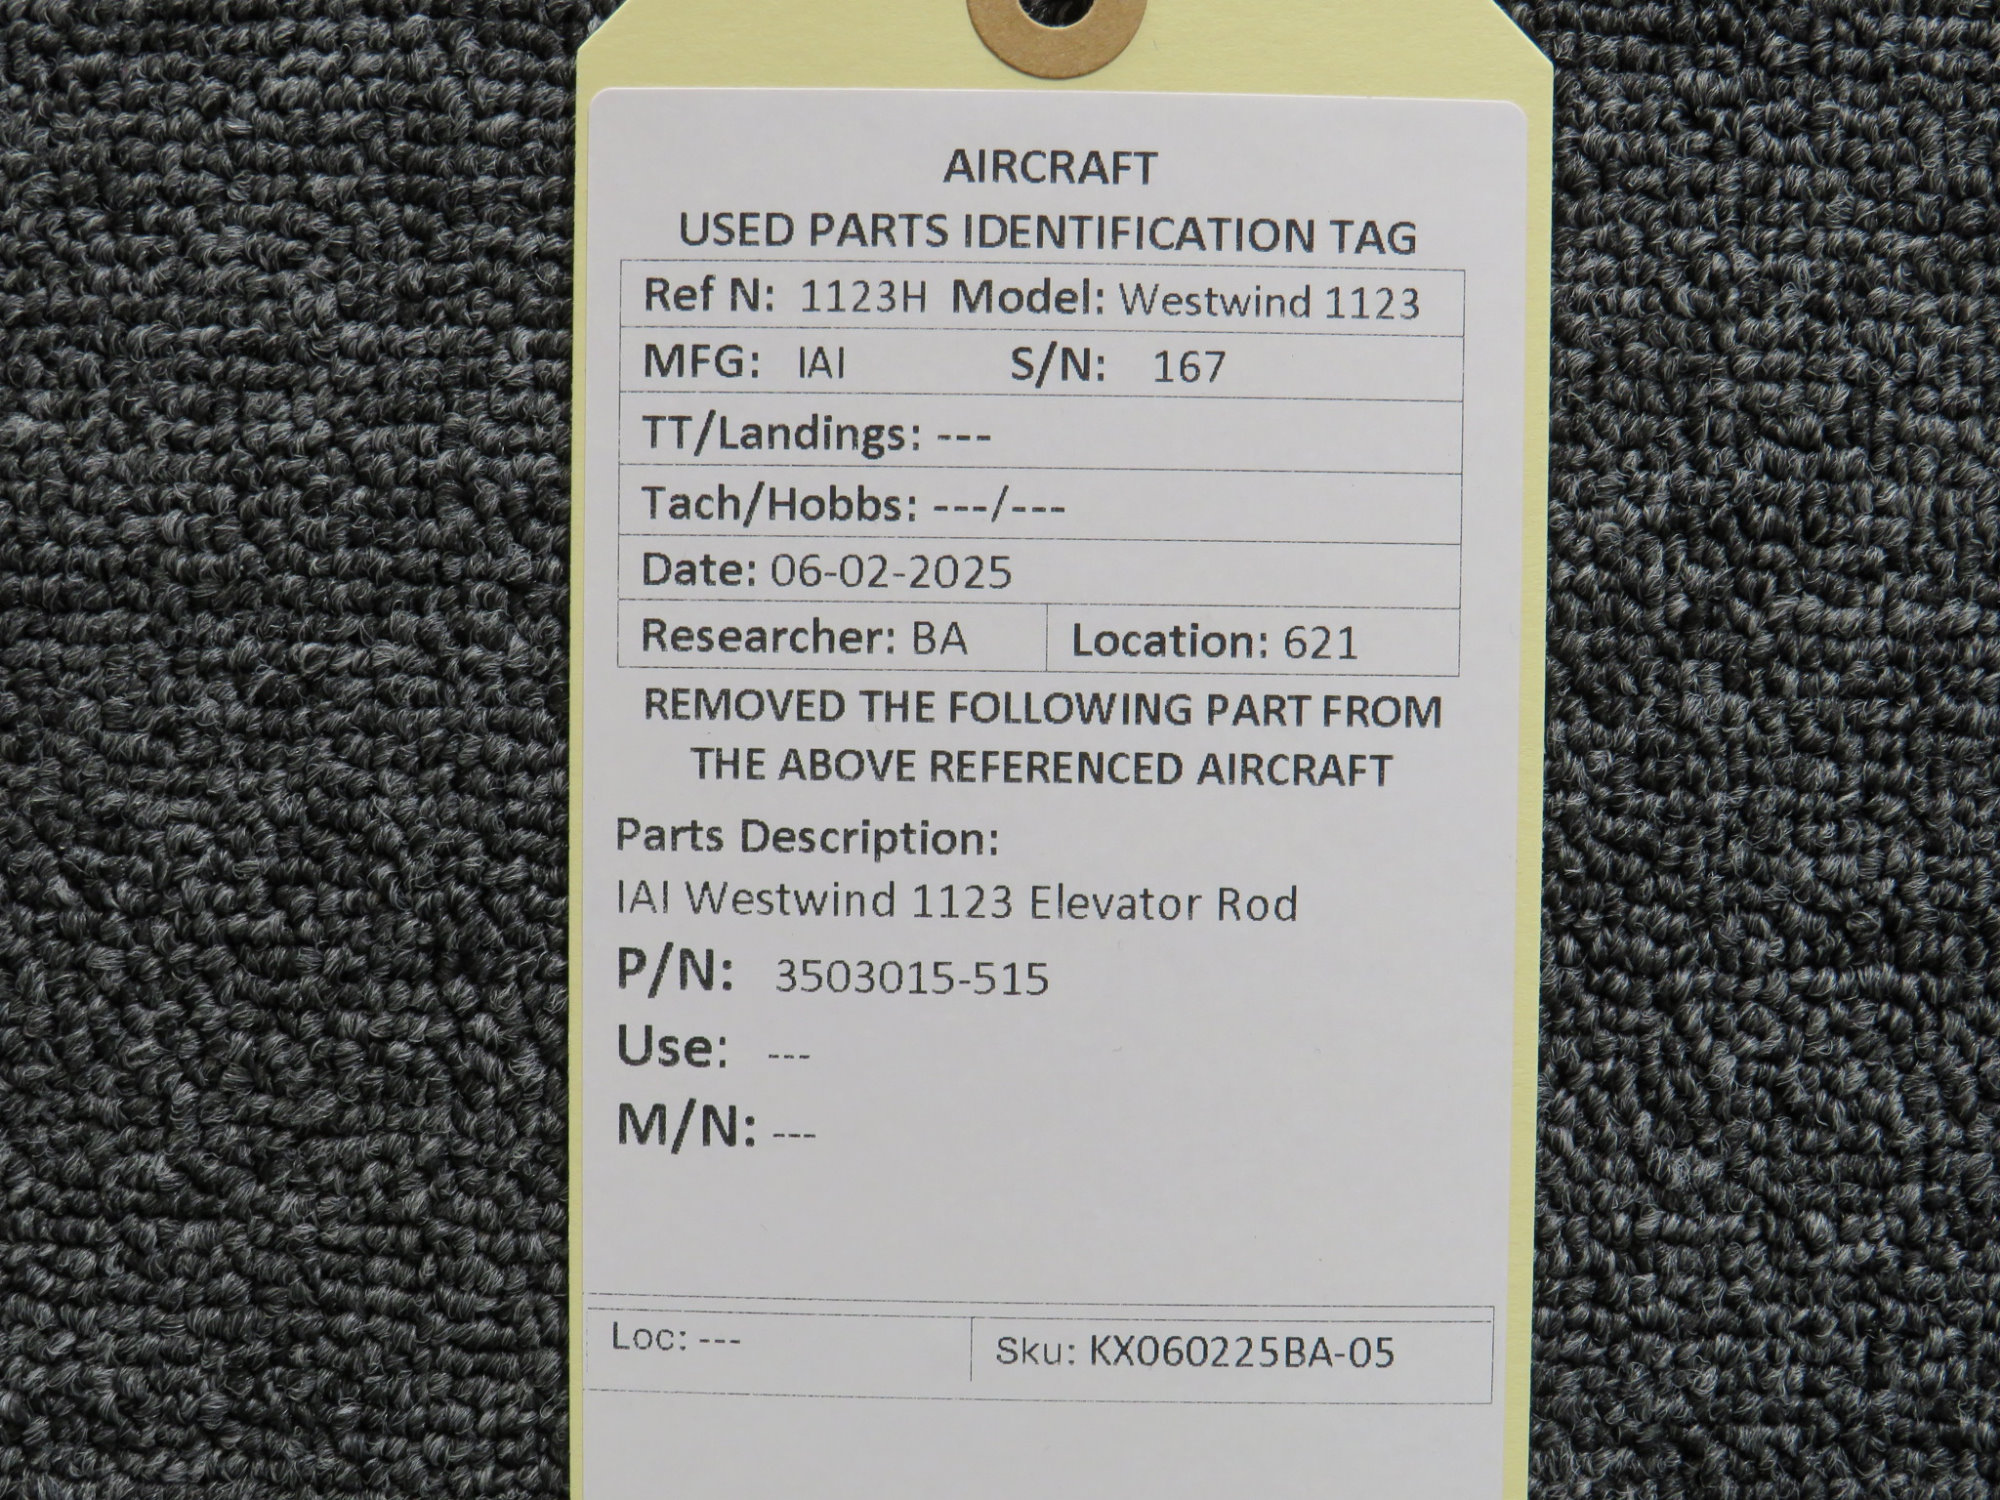 AIRCRAFT
USED PARTS IDENTIFICATION TAG
Ref N: 1123H Model: Westwind 1123
MFG: IAI S/N: 167
TT/Landings: ---
Tach/Hobbs: ---/---
Date: 06-02-2025
Researcher: BA Location: 621
REMOVED THE FOLLOWING PART FROM
THE ABOVE REFERENCED AIRCRAFT
Parts Description:
IAI Westwind 1123 Elevator Rod
P/N: 3503015-515
Use: ---
M/N: ---
Loc: --- Sku: KX060225BA-05